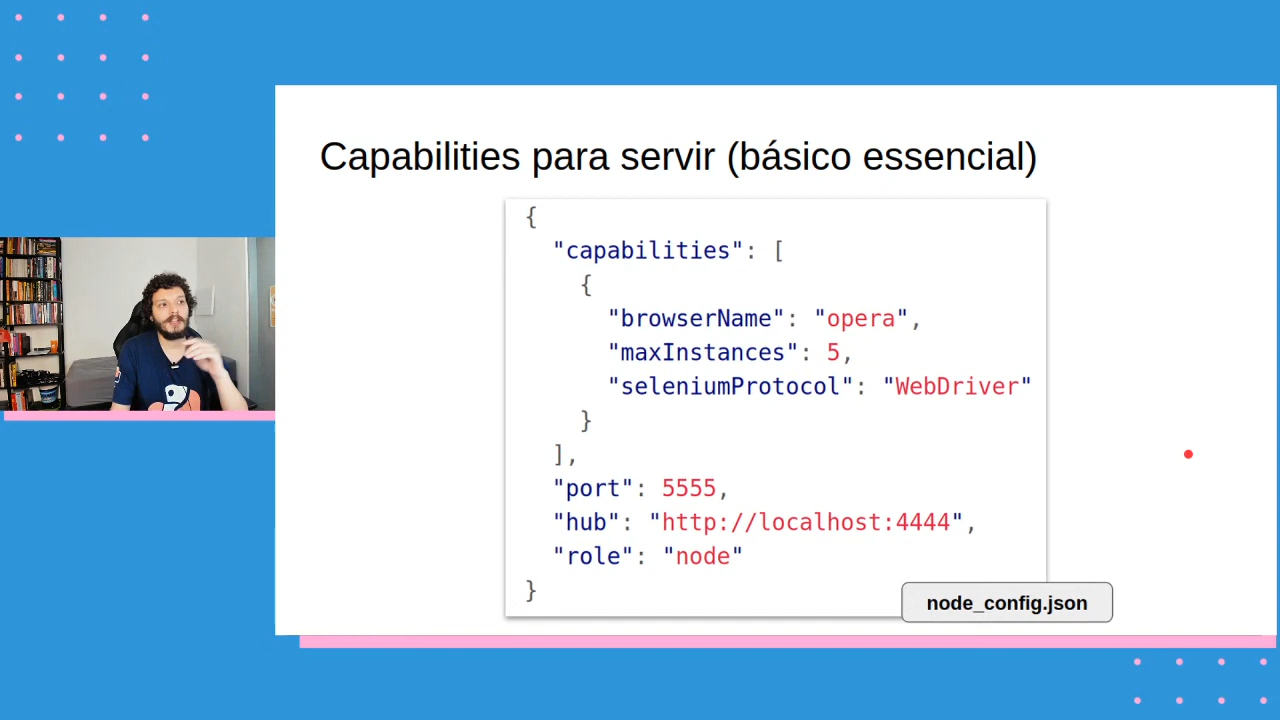 Capabilities para servir (básico essencial)
{
"capabilities": [
{
"browserName": "opera",
"maxInstances": 5,
"seleniumProtocol": "WebDriver"
}
],
"port": 5555,
"hub": "http://localhost:4444",
"role": "node"
}
node_config.json